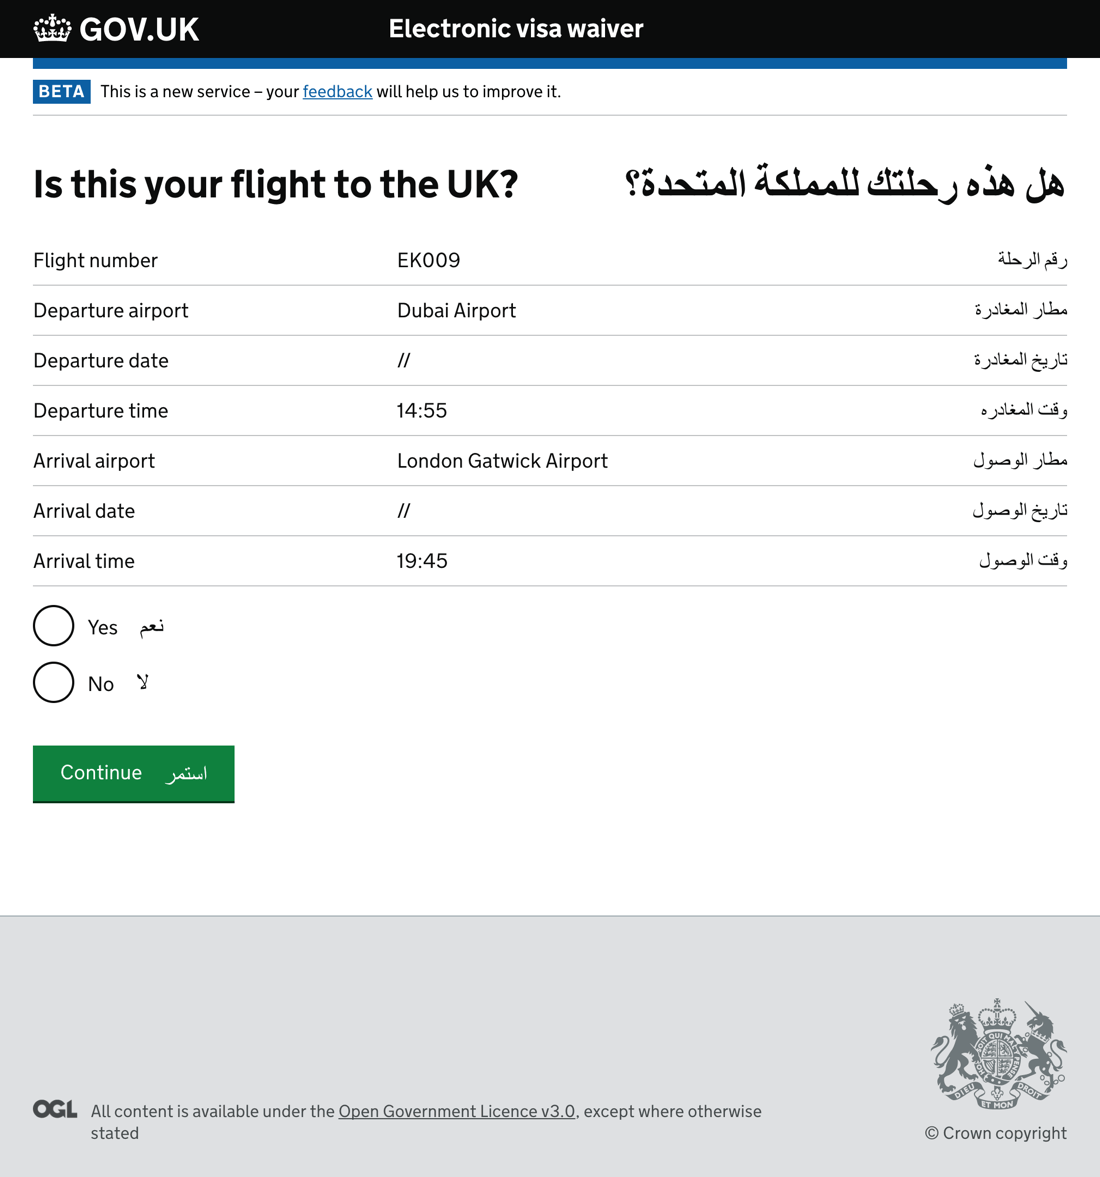 GOV.UK
Electronic visa waiver
BETA This is a new service – your feedback will help us to improve it.
Is this your flight to the UK? هل هذه رحلتك للمملكة المتحدة؟
Flight number EK009 رقم الرحلة
Departure airport Dubai Airport مطار المغادرة
Departure date // تاريخ المغادرة
Departure time 14:55 وقت المغادره
Arrival airport London Gatwick Airport مطار الوصول
Arrival date // تاريخ الوصول
Arrival time 19:45 وقت الوصول
Yes نعم
No لا
Continue استمر
OGL All content is available under the Open Government Licence v3.0, except where otherwise
stated
DIEU ET MON DROIT
© Crown copyright